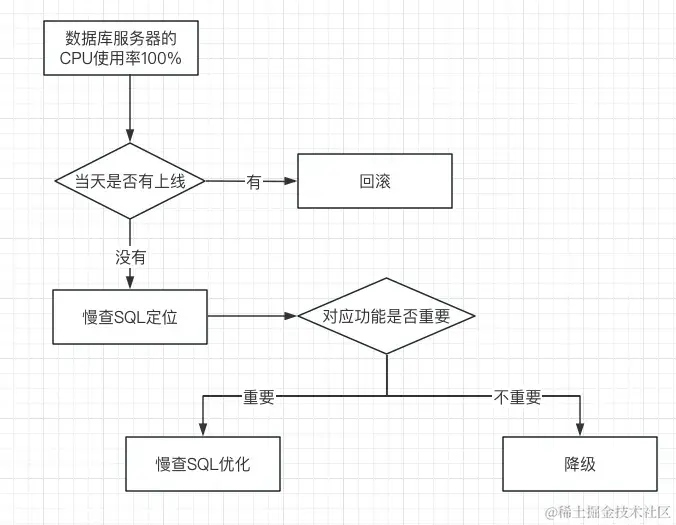 数据库服务器的
CPU使用率100%
当天是否有上线
有
回滚
没有
慢查SQL定位
对应功能是否重要
重要
不重要
慢查SQL优化
降级
@稀土掘金技术社区